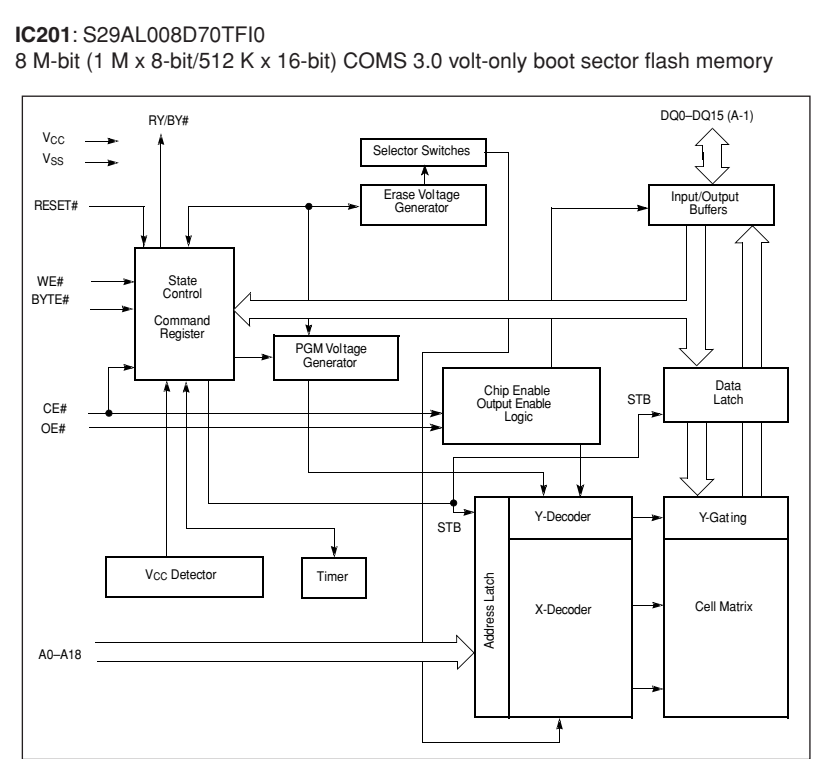 IC201: S29AL008D70TFI0
8 M-bit (1 M x 8-bit/512 K x 16-bit) COMS 3.0 volt-only boot sector flash memory
RY/BY#
DQ0–DQ15 (A-1)
VCC
VSS
Selector Switches
Erase Voltage
Generator
Input/Output
Buffers
RESET#
WE#
BYTE#
State
Control
Command
Register
PGM Voltage
Generator
Chip Enable
Output Enable
Logic
STB
Data
Latch
CE#
OE#
STB
Y-Decoder
Y-Gating
VCC Detector
Timer
Address Latch
X-Decoder
Cell Matrix
A0–A18